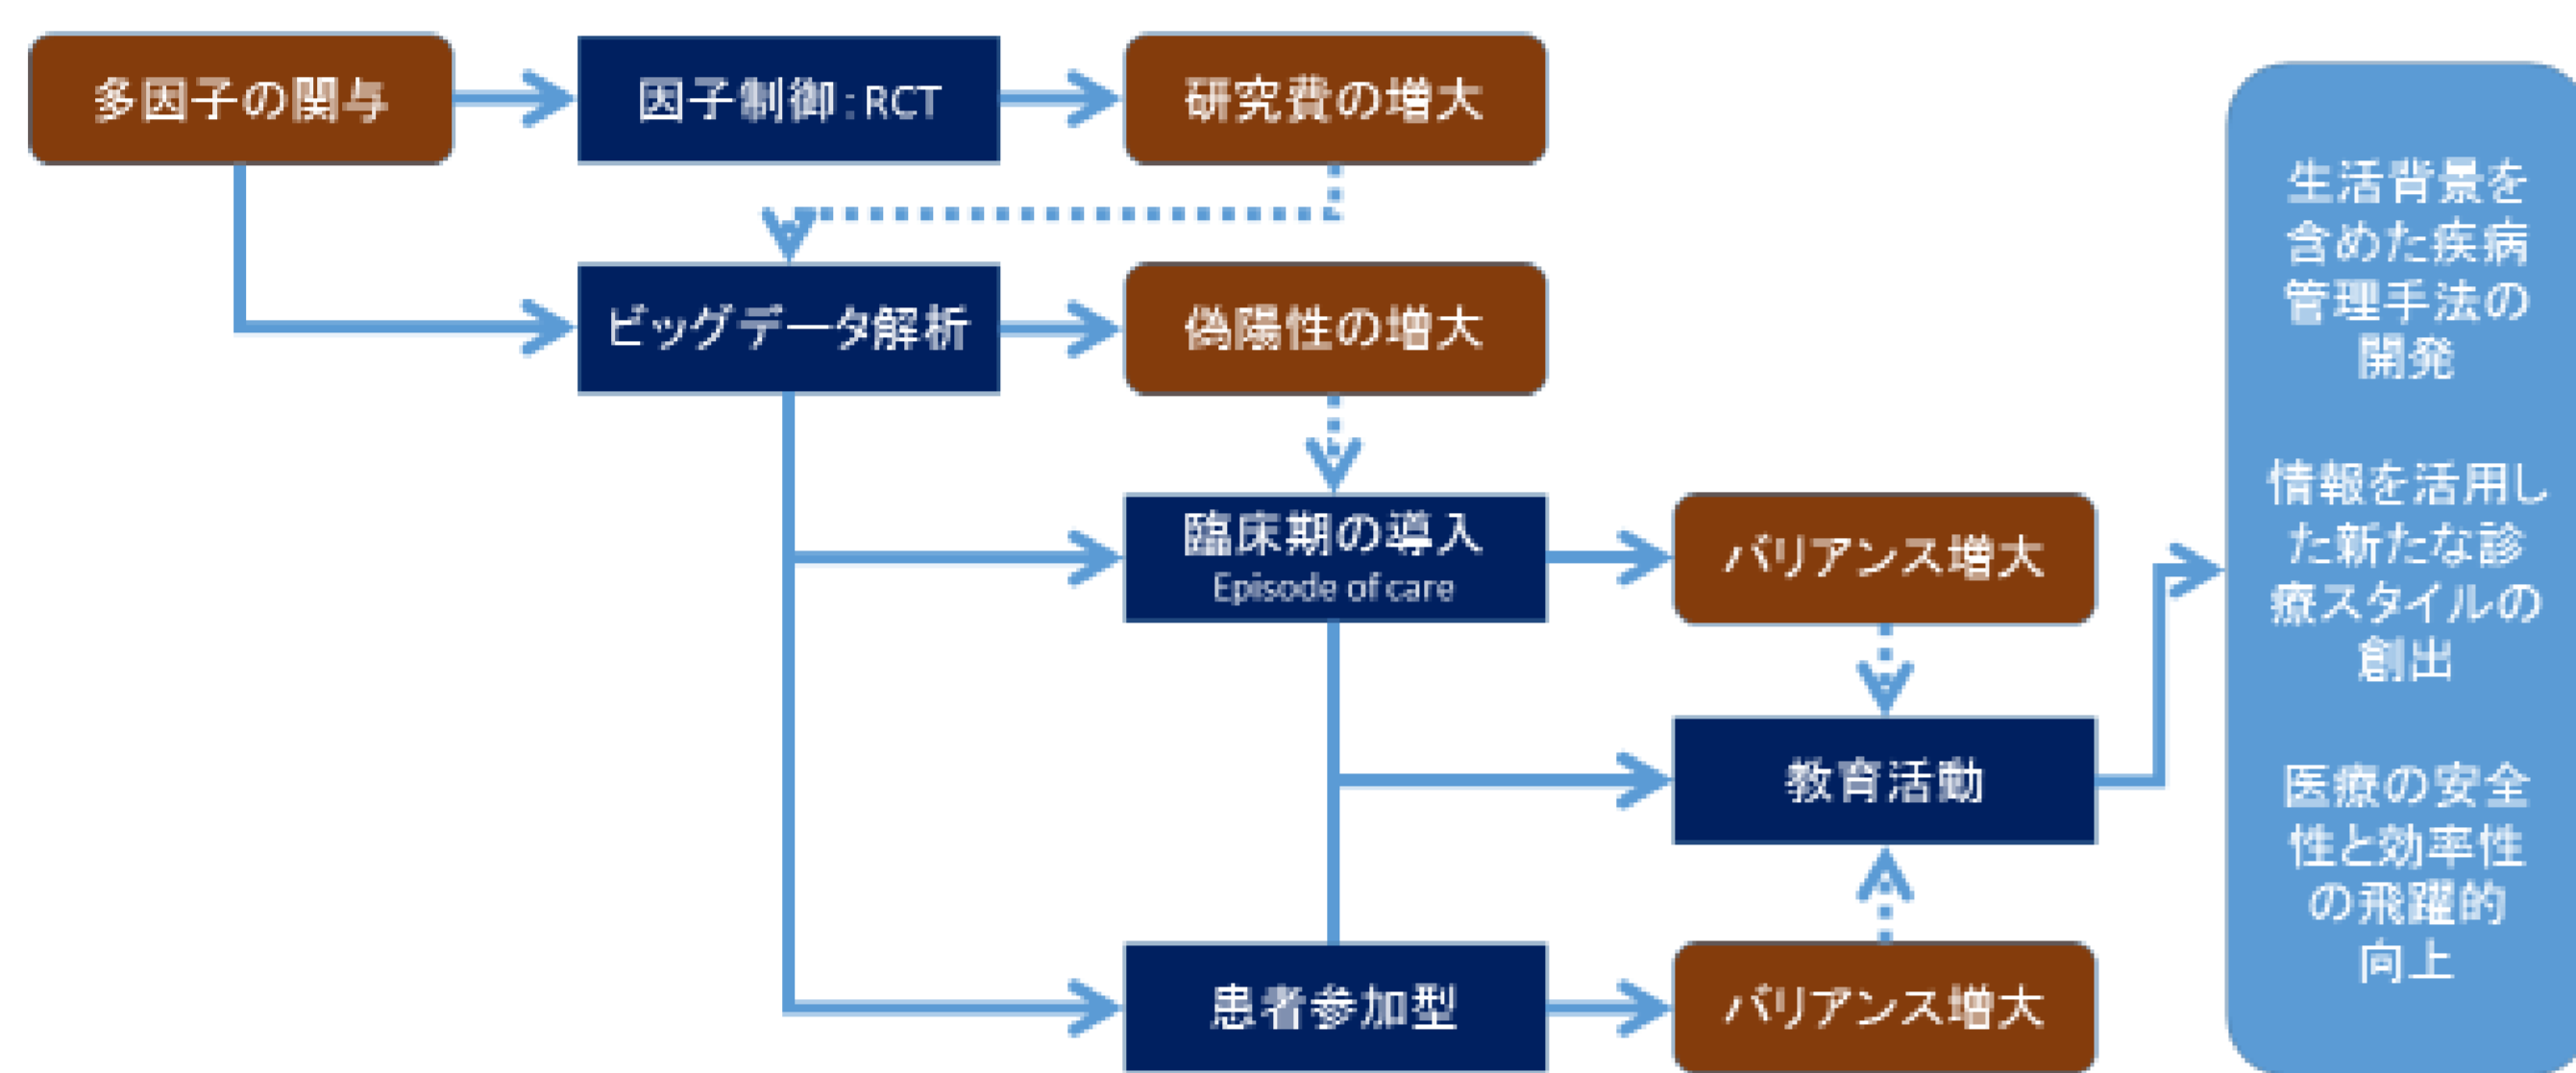 多因子の関与
因子制御：RCT
研究費の増大
ビッグデータ解析
偽陽性の増大
臨床期の導入
Episode of care
バリアンス増大
教育活動
患者参加型
バリアンス増大
生活背景を
含めた疾病
管理手法の
開発
情報を活用し
た新たな診
療スタイルの
創出
医療の安全
性と効率性
の飛躍的
向上